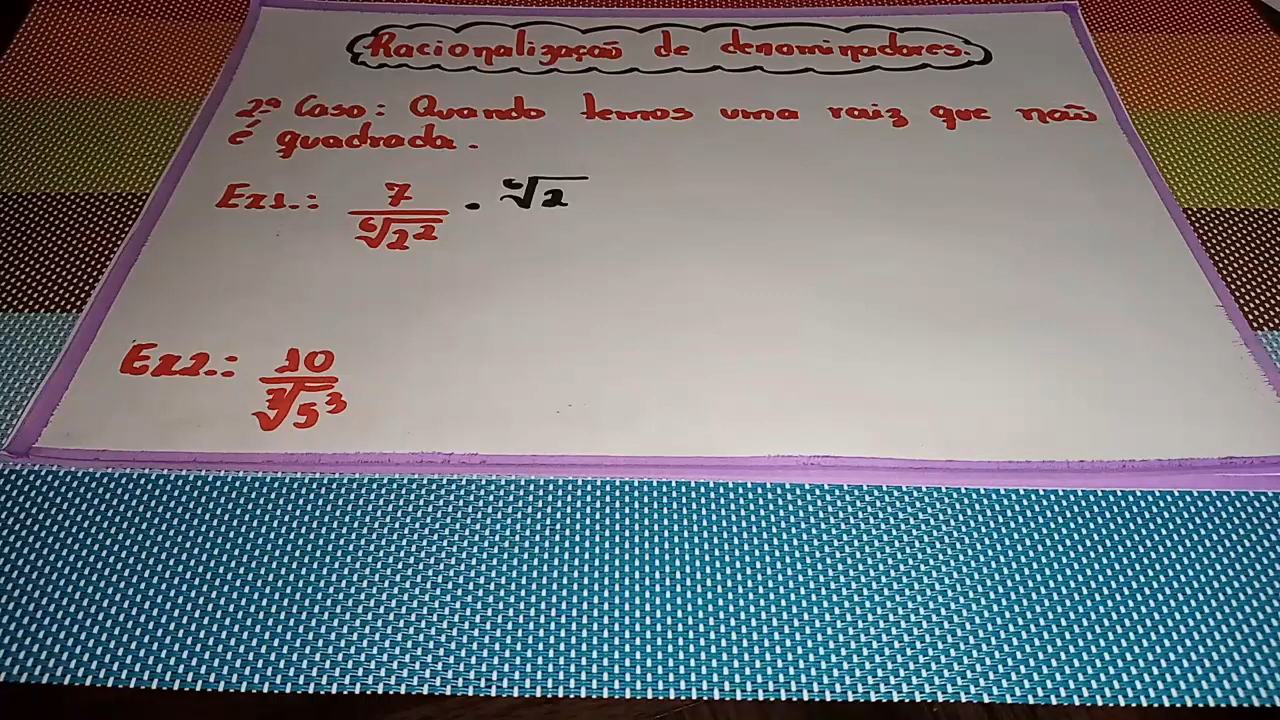 Racionalização de denominadores.
2º Caso: Quando temos uma raiz que não
é quadrada.
Ex1.: 7/⁶√2² · ⁶√2
Ex2.: 10/⁷√5³